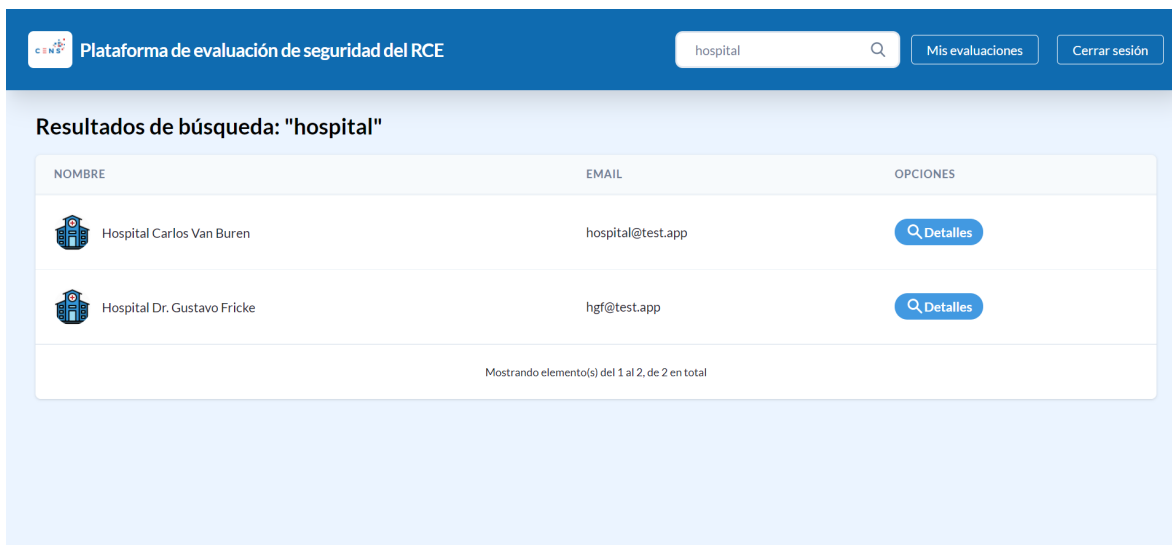 CENS
Plataforma de evaluación de seguridad del RCE
hospital
Mis evaluaciones
Cerrar sesión
Resultados de búsqueda: "hospital"
NOMBRE EMAIL OPCIONES
Hospital Carlos Van Buren hospital@test.app Detalles
Hospital Dr. Gustavo Fricke hgf@test.app Detalles
Mostrando elemento(s) del 1 al 2, de 2 en total